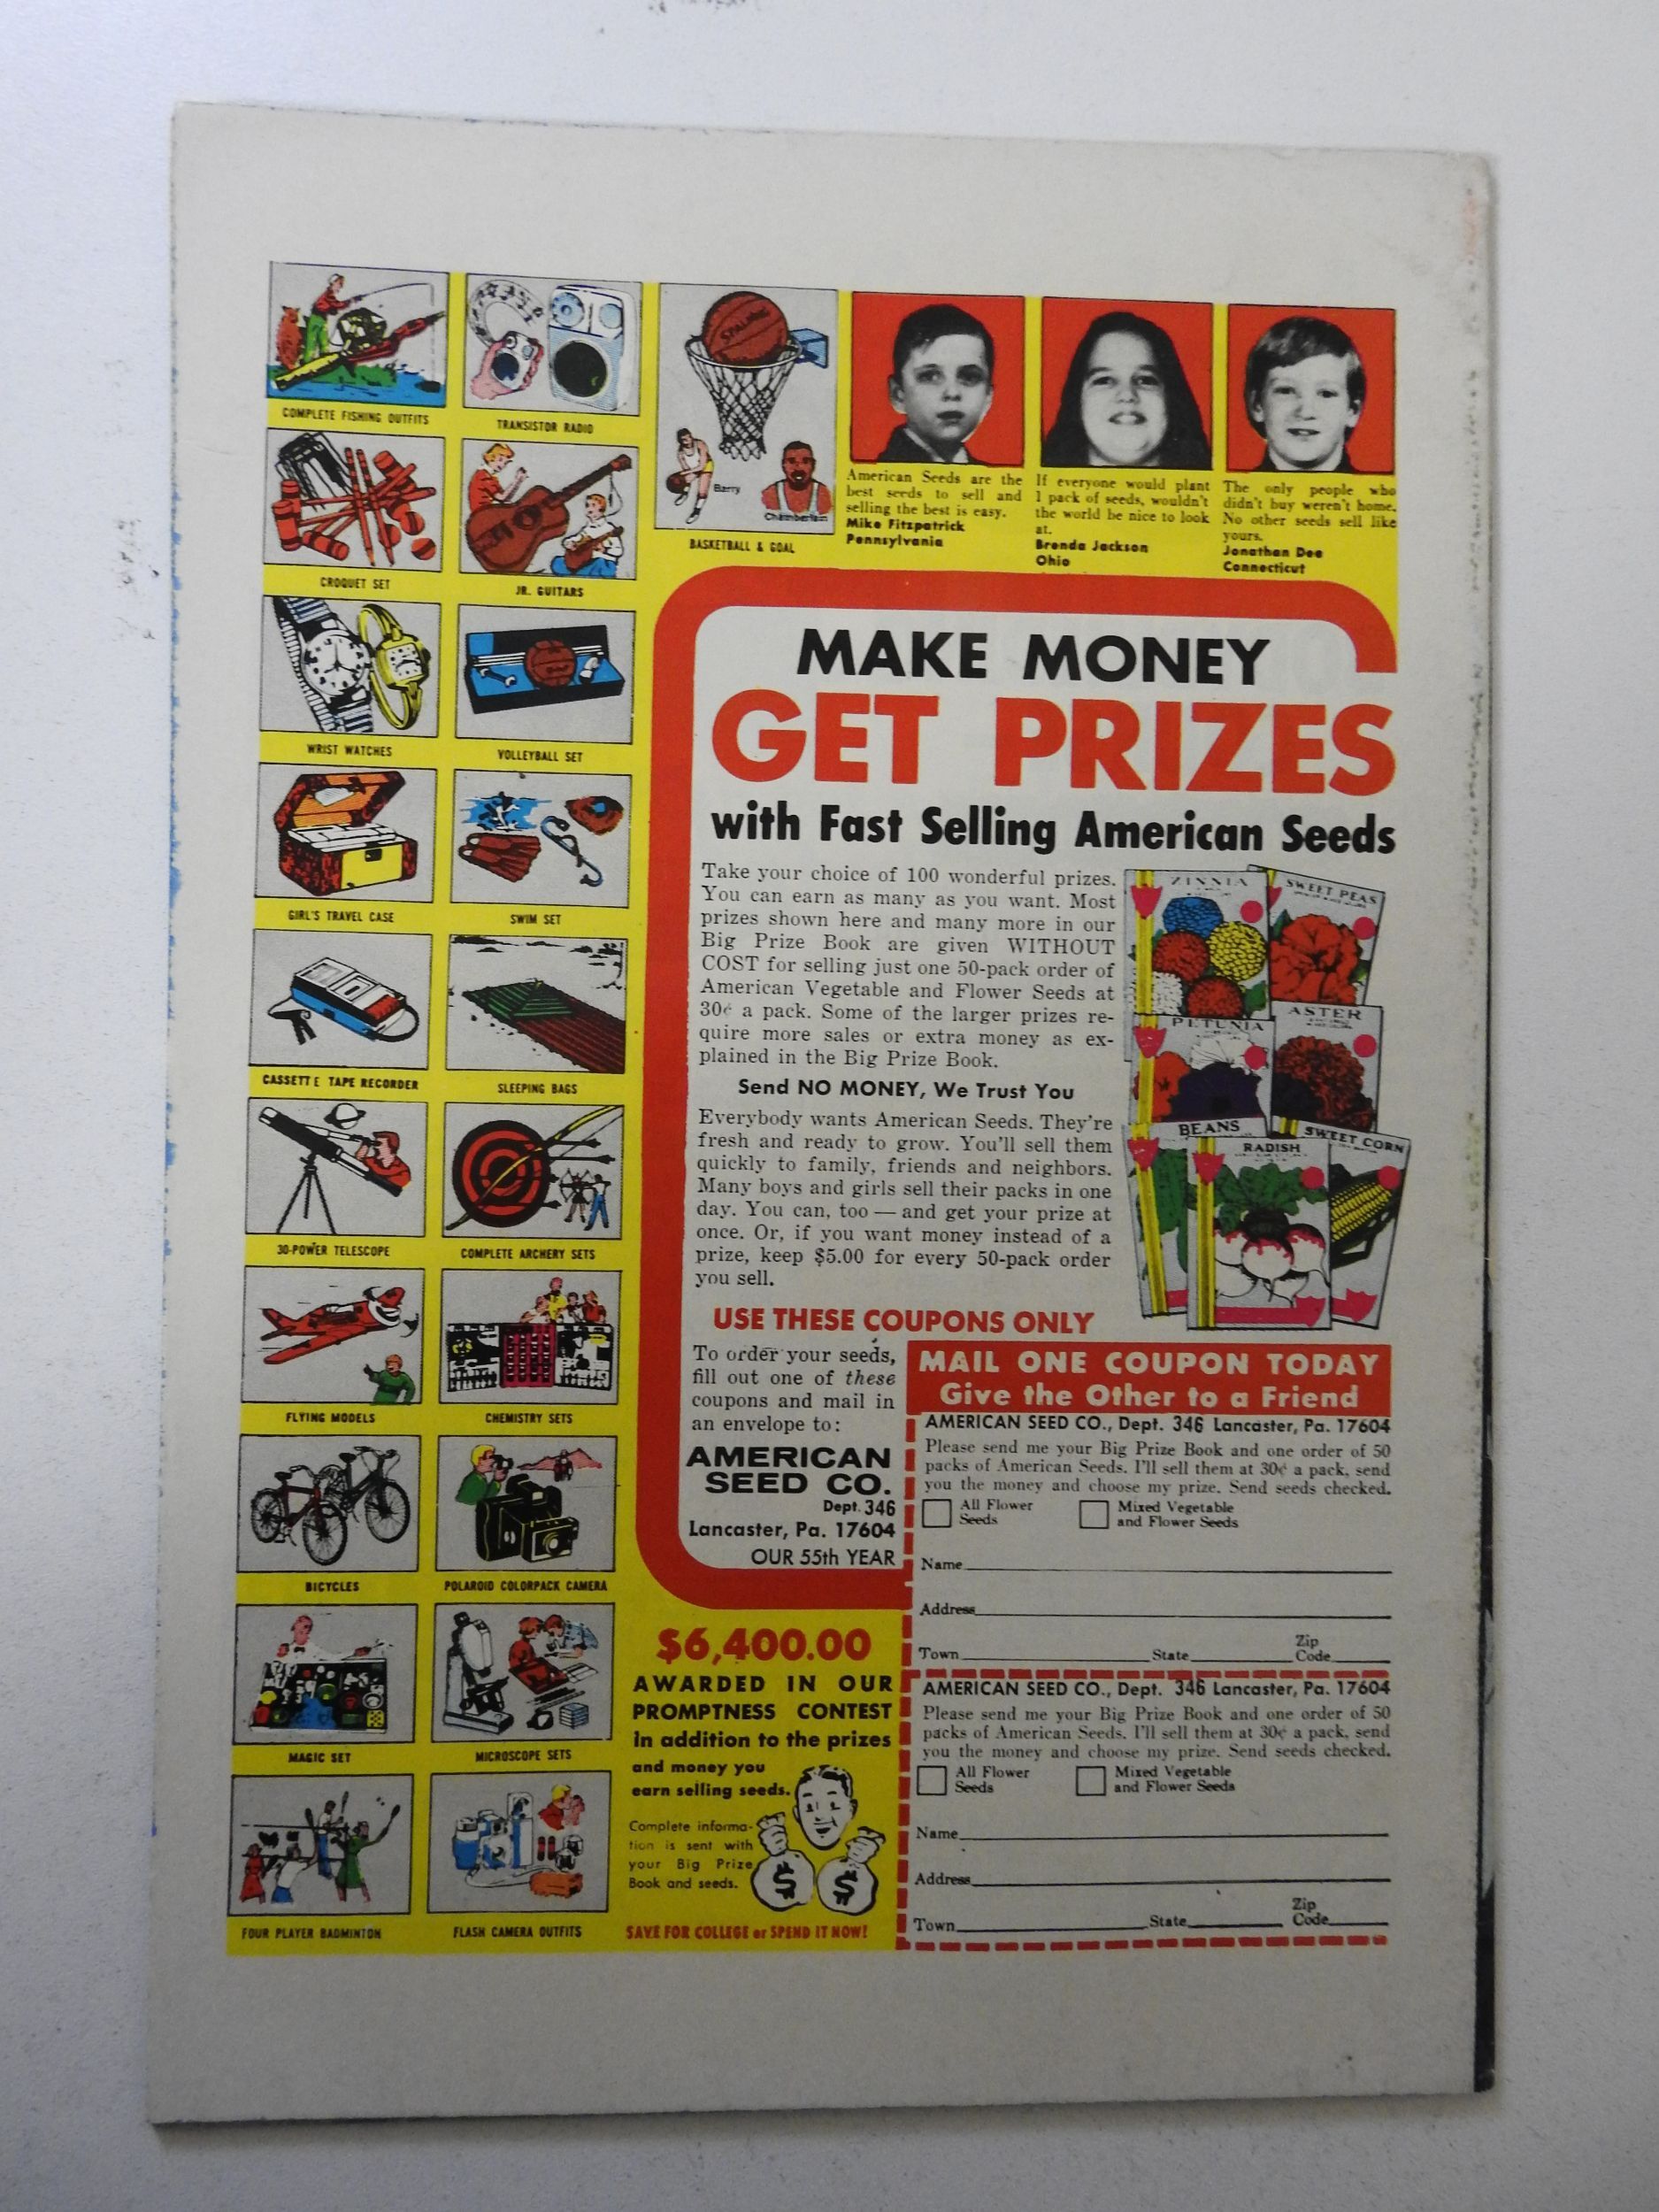 COMPLETE FISHING OUTFITS
TRANSISTOR RADIO
SPALDING
Barry
Chamberlain
BASKETBALL & GOAL
CROQUET SET
JR. GUITARS
WRIST WATCHES
VOLLEYBALL SET
GIRL'S TRAVEL CASE
SWIM SET
CASSETTE TAPE RECORDER
SLEEPING BAGS
30-POWER TELESCOPE
COMPLETE ARCHERY SETS
FLYING MODELS
CHEMISTRY SETS
BICYCLES
POLAROID COLORPACK CAMERA
MAGIC SET
MICROSCOPE SETS
FOUR PLAYER BADMINTON
FLASH CAMERA OUTFITS
American Seeds are the
best seeds to sell and
selling the best is easy.
Mike Fitzpatrick
Pennsylvania
If everyone would plant
1 pack of seeds, wouldn't
the world be nice to look
at.
Brenda Jackson
Ohio
The only people who
didn't buy weren't home.
No other seeds sell like
yours.
Jonathan Dee
Connecticut
MAKE MONEY
GET PRIZES
with Fast Selling American Seeds
Take your choice of 100 wonderful prizes.
You can earn as many as you want. Most
prizes shown here and many more in our
Big Prize Book are given WITHOUT
COST for selling just one 50-pack order of
American Vegetable and Flower Seeds at
30¢ a pack. Some of the larger prizes re-
quire more sales or extra money as ex-
plained in the Big Prize Book.
Send NO MONEY, We Trust You
Everybody wants American Seeds. They're
fresh and ready to grow. You'll sell them
quickly to family, friends and neighbors.
Many boys and girls sell their packs in one
day. You can, too — and get your prize at
once. Or, if you want money instead of a
prize, keep $5.00 for every 50-pack order
you sell.
ZINNIA
SWEET PEAS
PETUNIA
ASTER
BEANS
RADISH
SWEET CORN
USE THESE COUPONS ONLY
To order your seeds,
fill out one of these
coupons and mail in
an envelope to:
AMERICAN
SEED CO.
Dept. 346
Lancaster, Pa. 17604
OUR 55th YEAR
MAIL ONE COUPON TODAY
Give the Other to a Friend
AMERICAN SEED CO., Dept. 346 Lancaster, Pa. 17604
Please send me your Big Prize Book and one order of 50
packs of American Seeds. I'll sell them at 30¢ a pack, send
you the money and choose my prize. Send seeds checked.
All Flower Seeds
Mixed Vegetable and Flower Seeds
Name
Address
Town State Zip Code
AMERICAN SEED CO., Dept. 346 Lancaster, Pa. 17604
Please send me your Big Prize Book and one order of 50
packs of American Seeds. I'll sell them at 30¢ a pack, send
you the money and choose my prize. Send seeds checked.
All Flower Seeds
Mixed Vegetable and Flower Seeds
Name
Address
Town State Zip Code
$6,400.00
AWARDED IN OUR
PROMPTNESS CONTEST
in addition to the prizes
and money you
earn selling seeds.
Complete informa-
tion is sent with
your Big Prize
Book and seeds.
$ $
SAVE FOR COLLEGE or SPEND IT NOW!